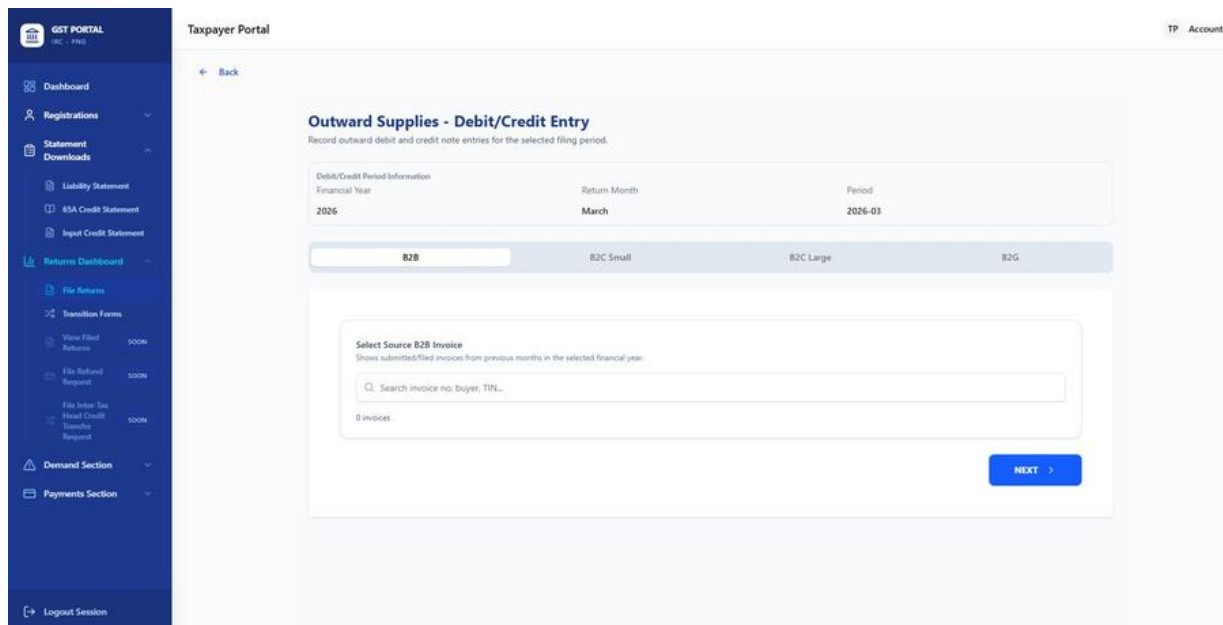 GST PORTAL
IRC - PNG
Dashboard
Registrations
Statement
Downloads
Liability Statement
65A Credit Statement
Input Credit Statement
Returns Dashboard
File Returns
Transition Forms
View Filed
Returns
SOON
File Refund
Request
SOON
File Inter-Tax
Head Credit
Transfer
Request
SOON
Demand Section
Payments Section
Logout Session
Taxpayer Portal
TP Account
← Back
Outward Supplies - Debit/Credit Entry
Record outward debit and credit note entries for the selected filing period.
Debit/Credit Period Information
Financial Year Return Month Period
2026 March 2026-03
B2B B2C Small B2C Large B2G
Select Source B2B Invoice
Shows submitted/filed invoices from previous months in the selected financial year.
Search invoice no, buyer, TIN...
0 invoices
NEXT >